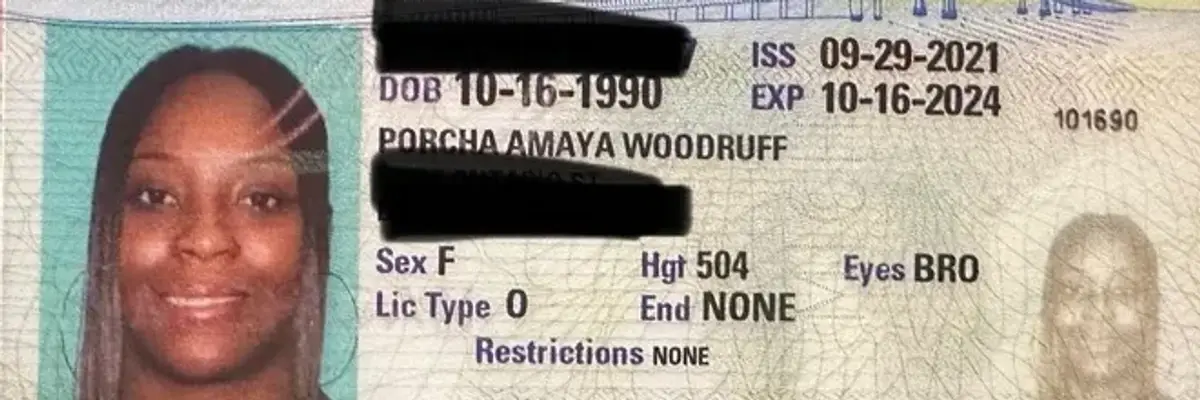 DOB 10-16-1990
ISS 09-29-2021
EXP 10-16-2024
101690
PORCHA AMAYA WOODRUFF
Sex F Hgt 504 Eyes BRO
Lic Type O End NONE
Restrictions NONE